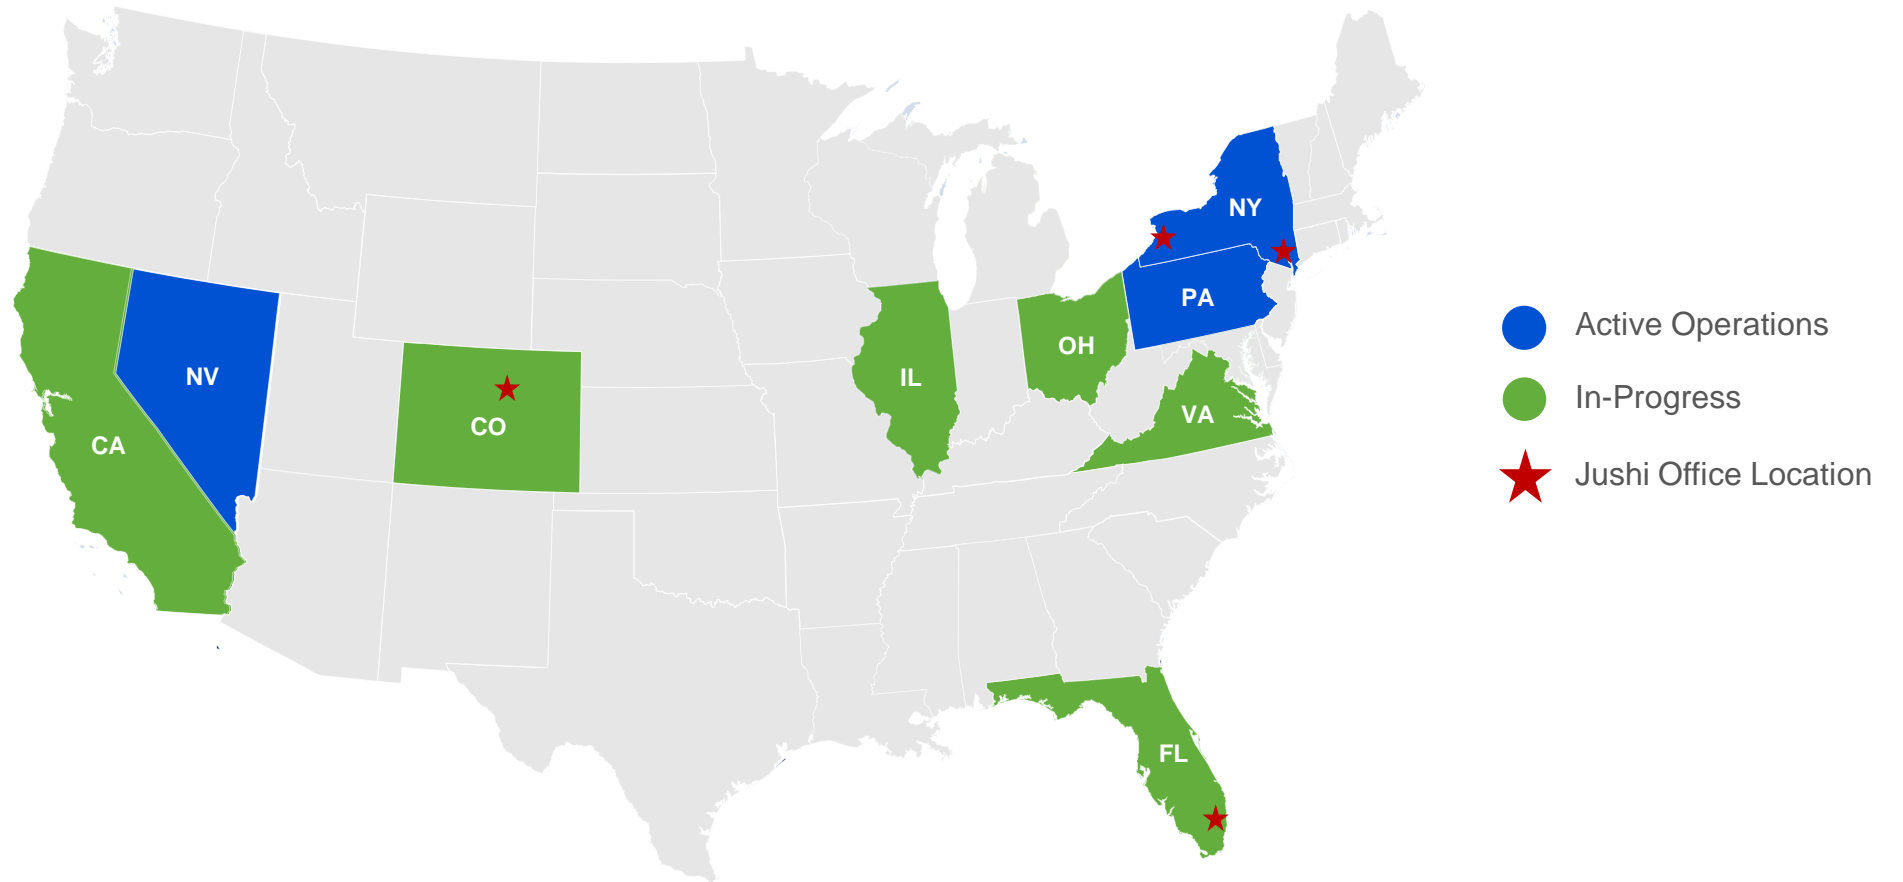 NY
PA
NV
OH
IL
CO
VA
CA
FL
Active Operations
In-Progress
Jushi Office Location